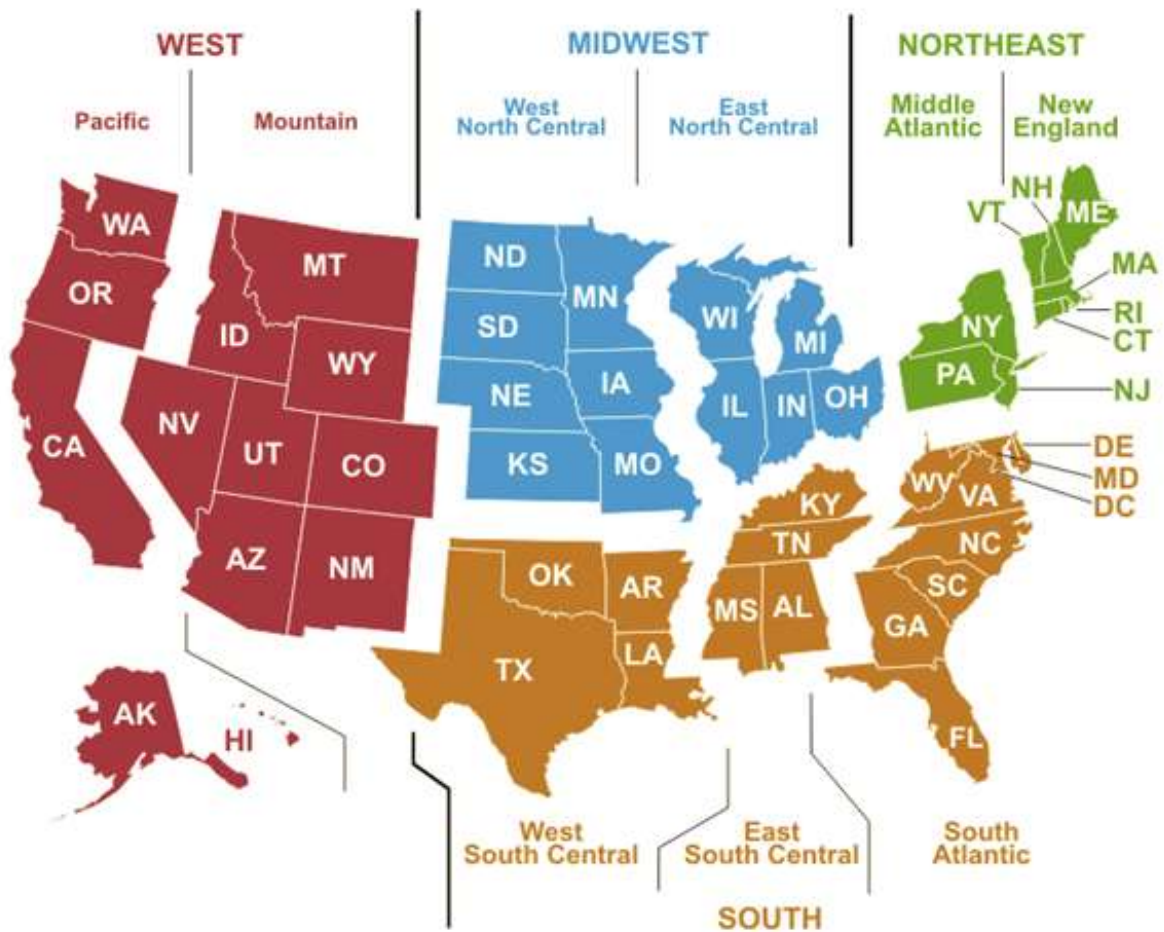 WEST
MIDWEST
NORTHEAST
Pacific
Mountain
West
North Central
East
North Central
Middle
Atlantic
New
England
WA
OR
CA
NV
ID
MT
WY
UT
CO
AZ
NM
AK
HI
ND
SD
NE
KS
MN
IA
MO
WI
MI
IL
IN
OH
NH
VT
ME
MA
RI
CT
NY
PA
NJ
DE
MD
DC
WV
VA
KY
TN
NC
SC
GA
FL
MS
AL
OK
AR
TX
LA
West
South Central
East
South Central
South
Atlantic
SOUTH